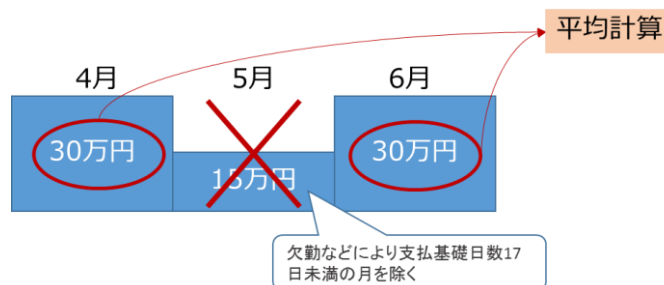 平均計算
4月
5月
6月
30万円
15万円
30万円
欠勤などにより支払基礎日数17
日未満の月を除く